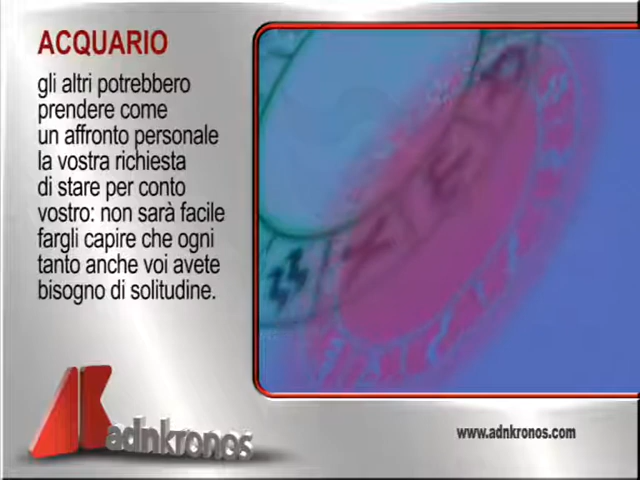 ACQUARIO
gli altri potrebbero
prendere come
un affronto personale
la vostra richiesta
di stare per conto
vostro: non sarà facile
fargli capire che ogni
tanto anche voi avete
bisogno di solitudine.
adnkronos
www.adnkronos.com